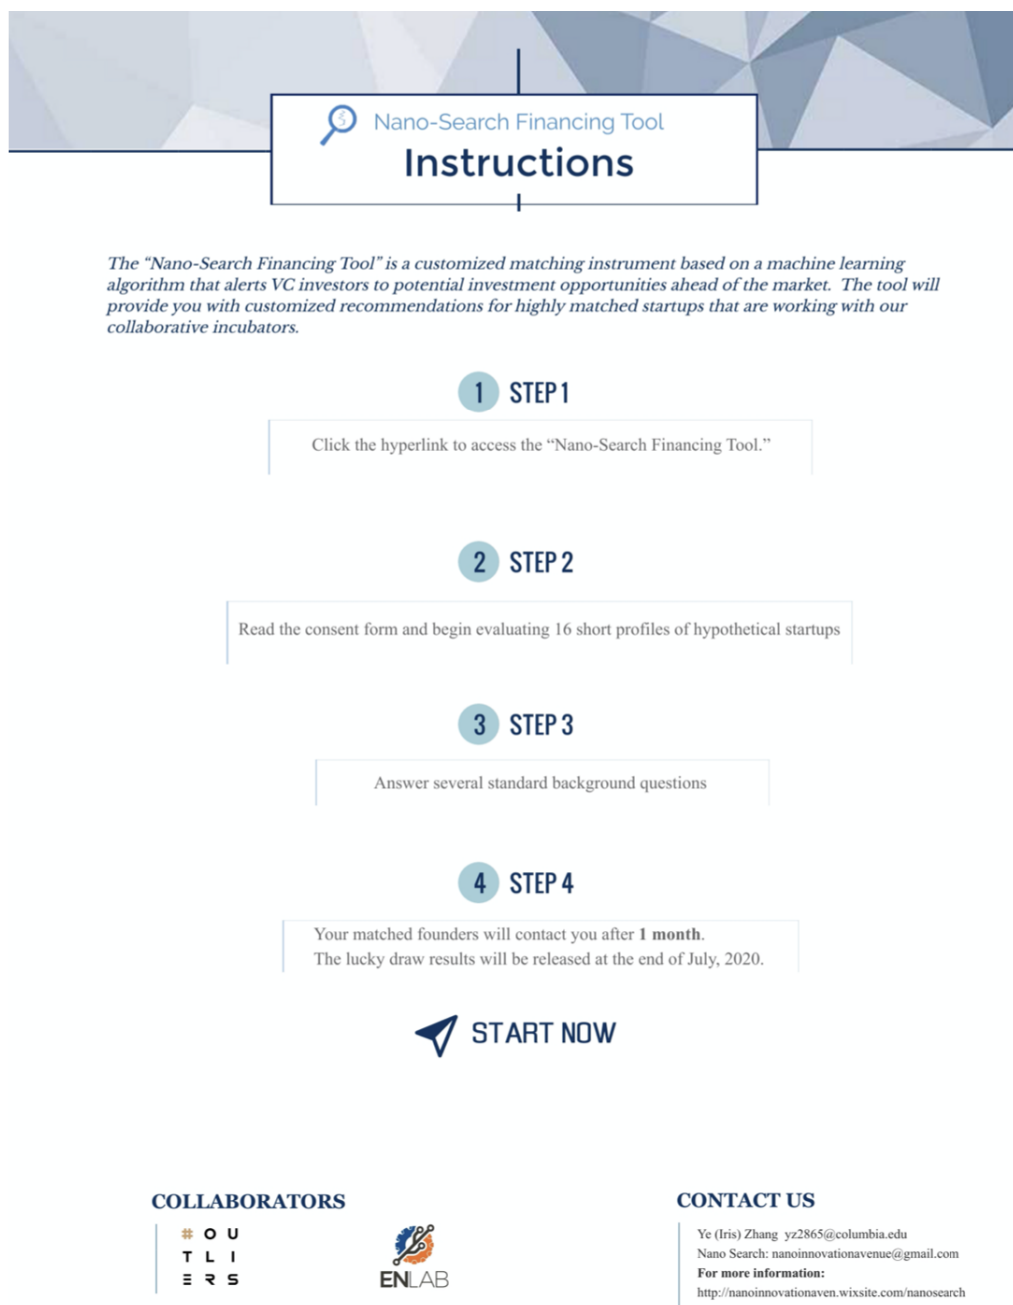 Nano-Search Financing Tool
Instructions
The “Nano-Search Financing Tool” is a customized matching instrument based on a machine learning
algorithm that alerts VC investors to potential investment opportunities ahead of the market. The tool will
provide you with customized recommendations for highly matched startups that are working with our
collaborative incubators.
1 STEP 1
Click the hyperlink to access the “Nano-Search Financing Tool.”
2 STEP 2
Read the consent form and begin evaluating 16 short profiles of hypothetical startups
3 STEP 3
Answer several standard background questions
4 STEP 4
Your matched founders will contact you after 1 month.
The lucky draw results will be released at the end of July, 2020.
START NOW
COLLABORATORS
# O U
T L I
E R S
ENLAB
CONTACT US
Ye (Iris) Zhang yz2865@columbia.edu
Nano Search: nanoinnovationavenue@gmail.com
For more information:
http://nanoinnovationaven.wixsite.com/nanosearch